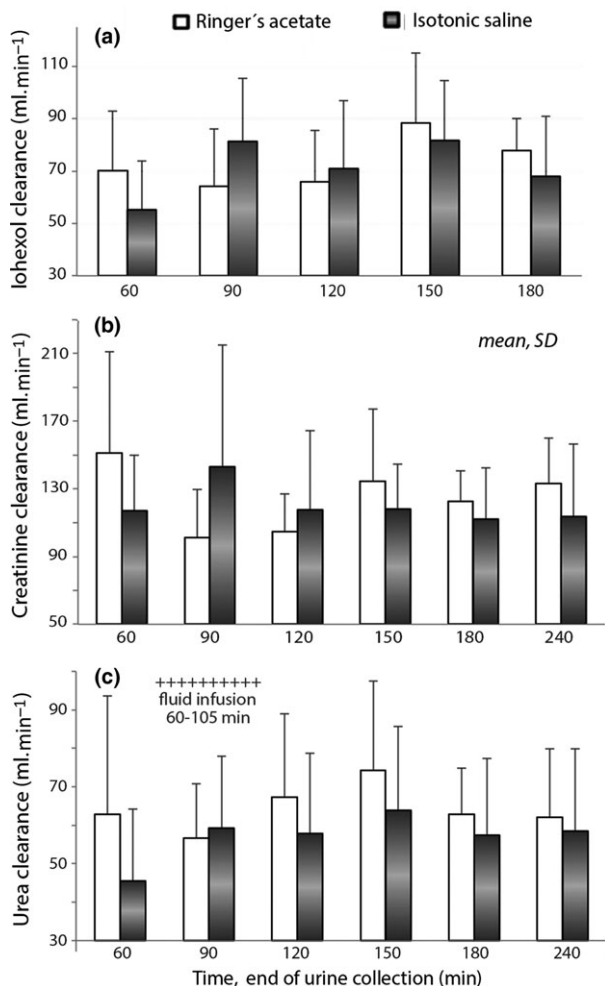 Ringer´s acetate Isotonic saline
(a)
Iohexol clearance (ml.min⁻¹)
110
90
70
50
30
60 90 120 150 180
(b)
mean, SD
Creatinine clearance (ml.min⁻¹)
210
170
130
90
50
60 90 120 150 180 240
(c)
++++++++++
fluid infusion
60-105 min
Urea clearance (ml.min⁻¹)
90
70
50
30
60 90 120 150 180 240
Time, end of urine collection (min)